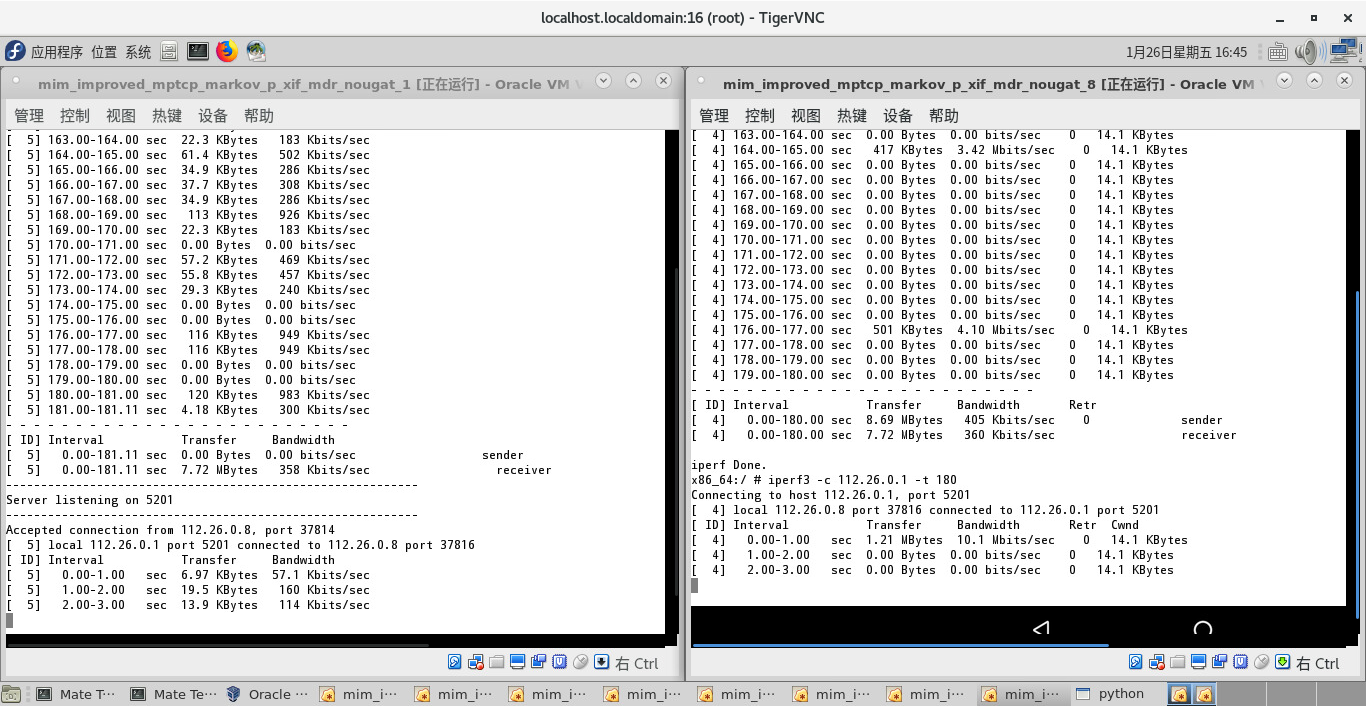 localhost.localdomain:16 (root) - TigerVNC
应用程序 位置 系统
1月26日星期五 16:45
mim_improved_mptcp_markov_p_xif_mdr_nougat_1 [正在运行] - Oracle VM V
管理 控制 视图 热键 设备 帮助
[  5] 163.00-164.00 sec  22.3 KBytes   183 Kbits/sec
[  5] 164.00-165.00 sec  61.4 KBytes   502 Kbits/sec
[  5] 165.00-166.00 sec  34.9 KBytes   286 Kbits/sec
[  5] 166.00-167.00 sec  37.7 KBytes   308 Kbits/sec
[  5] 167.00-168.00 sec  34.9 KBytes   286 Kbits/sec
[  5] 168.00-169.00 sec   113 KBytes   926 Kbits/sec
[  5] 169.00-170.00 sec  22.3 KBytes   183 Kbits/sec
[  5] 170.00-171.00 sec  0.00 Bytes  0.00 bits/sec
[  5] 171.00-172.00 sec  57.2 KBytes   469 Kbits/sec
[  5] 172.00-173.00 sec  55.8 KBytes   457 Kbits/sec
[  5] 173.00-174.00 sec  29.3 KBytes   240 Kbits/sec
[  5] 174.00-175.00 sec  0.00 Bytes  0.00 bits/sec
[  5] 175.00-176.00 sec  0.00 Bytes  0.00 bits/sec
[  5] 176.00-177.00 sec   116 KBytes   949 Kbits/sec
[  5] 177.00-178.00 sec   116 KBytes   949 Kbits/sec
[  5] 178.00-179.00 sec  0.00 Bytes  0.00 bits/sec
[  5] 179.00-180.00 sec  0.00 Bytes  0.00 bits/sec
[  5] 180.00-181.00 sec   120 KBytes   983 Kbits/sec
[  5] 181.00-181.11 sec  4.18 KBytes   300 Kbits/sec
- - - - - - - - - - - - - - - - - - - - - - - - -
[ ID] Interval           Transfer     Bandwidth
[  5]   0.00-181.11 sec  0.00 Bytes  0.00 bits/sec                  sender
[  5]   0.00-181.11 sec  7.72 MBytes   358 Kbits/sec                  receiver
-----------------------------------------------------------
Server listening on 5201
-----------------------------------------------------------
Accepted connection from 112.26.0.8, port 37814
[  5] local 112.26.0.1 port 5201 connected to 112.26.0.8 port 37816
[ ID] Interval           Transfer     Bandwidth
[  5]   0.00-1.00   sec  6.97 KBytes  57.1 Kbits/sec
[  5]   1.00-2.00   sec  19.5 KBytes   160 Kbits/sec
[  5]   2.00-3.00   sec  13.9 KBytes   114 Kbits/sec
右 Ctrl
mim_improved_mptcp_markov_p_xif_mdr_nougat_8 [正在运行] - Oracle VM V
管理 控制 视图 热键 设备 帮助
[  4] 163.00-164.00 sec  0.00 Bytes  0.00 bits/sec    0   14.1 KBytes
[  4] 164.00-165.00 sec   417 KBytes  3.42 Mbits/sec    0   14.1 KBytes
[  4] 165.00-166.00 sec  0.00 Bytes  0.00 bits/sec    0   14.1 KBytes
[  4] 166.00-167.00 sec  0.00 Bytes  0.00 bits/sec    0   14.1 KBytes
[  4] 167.00-168.00 sec  0.00 Bytes  0.00 bits/sec    0   14.1 KBytes
[  4] 168.00-169.00 sec  0.00 Bytes  0.00 bits/sec    0   14.1 KBytes
[  4] 169.00-170.00 sec  0.00 Bytes  0.00 bits/sec    0   14.1 KBytes
[  4] 170.00-171.00 sec  0.00 Bytes  0.00 bits/sec    0   14.1 KBytes
[  4] 171.00-172.00 sec  0.00 Bytes  0.00 bits/sec    0   14.1 KBytes
[  4] 172.00-173.00 sec  0.00 Bytes  0.00 bits/sec    0   14.1 KBytes
[  4] 173.00-174.00 sec  0.00 Bytes  0.00 bits/sec    0   14.1 KBytes
[  4] 174.00-175.00 sec  0.00 Bytes  0.00 bits/sec    0   14.1 KBytes
[  4] 175.00-176.00 sec  0.00 Bytes  0.00 bits/sec    0   14.1 KBytes
[  4] 176.00-177.00 sec   501 KBytes  4.10 Mbits/sec    0   14.1 KBytes
[  4] 177.00-178.00 sec  0.00 Bytes  0.00 bits/sec    0   14.1 KBytes
[  4] 178.00-179.00 sec  0.00 Bytes  0.00 bits/sec    0   14.1 KBytes
[  4] 179.00-180.00 sec  0.00 Bytes  0.00 bits/sec    0   14.1 KBytes
- - - - - - - - - - - - - - - - - - - - - - - - -
[ ID] Interval           Transfer     Bandwidth       Retr
[  4]   0.00-180.00 sec  8.69 MBytes   405 Kbits/sec    0             sender
[  4]   0.00-180.00 sec  7.72 MBytes   360 Kbits/sec                  receiver
iperf Done.
x86_64:/ # iperf3 -c 112.26.0.1 -t 180
Connecting to host 112.26.0.1, port 5201
[  4] local 112.26.0.8 port 37816 connected to 112.26.0.1 port 5201
[ ID] Interval           Transfer     Bandwidth       Retr  Cwnd
[  4]   0.00-1.00   sec  1.21 MBytes  10.1 Mbits/sec    0   14.1 KBytes
[  4]   1.00-2.00   sec  0.00 Bytes  0.00 bits/sec    0   14.1 KBytes
[  4]   2.00-3.00   sec  0.00 Bytes  0.00 bits/sec    0   14.1 KBytes
右 Ctrl
Mate T··· Mate Te··· Oracle ··· mim_i··· mim_i··· mim_i··· mim_i··· mim_i··· mim_i··· mim_i··· mim_i··· python